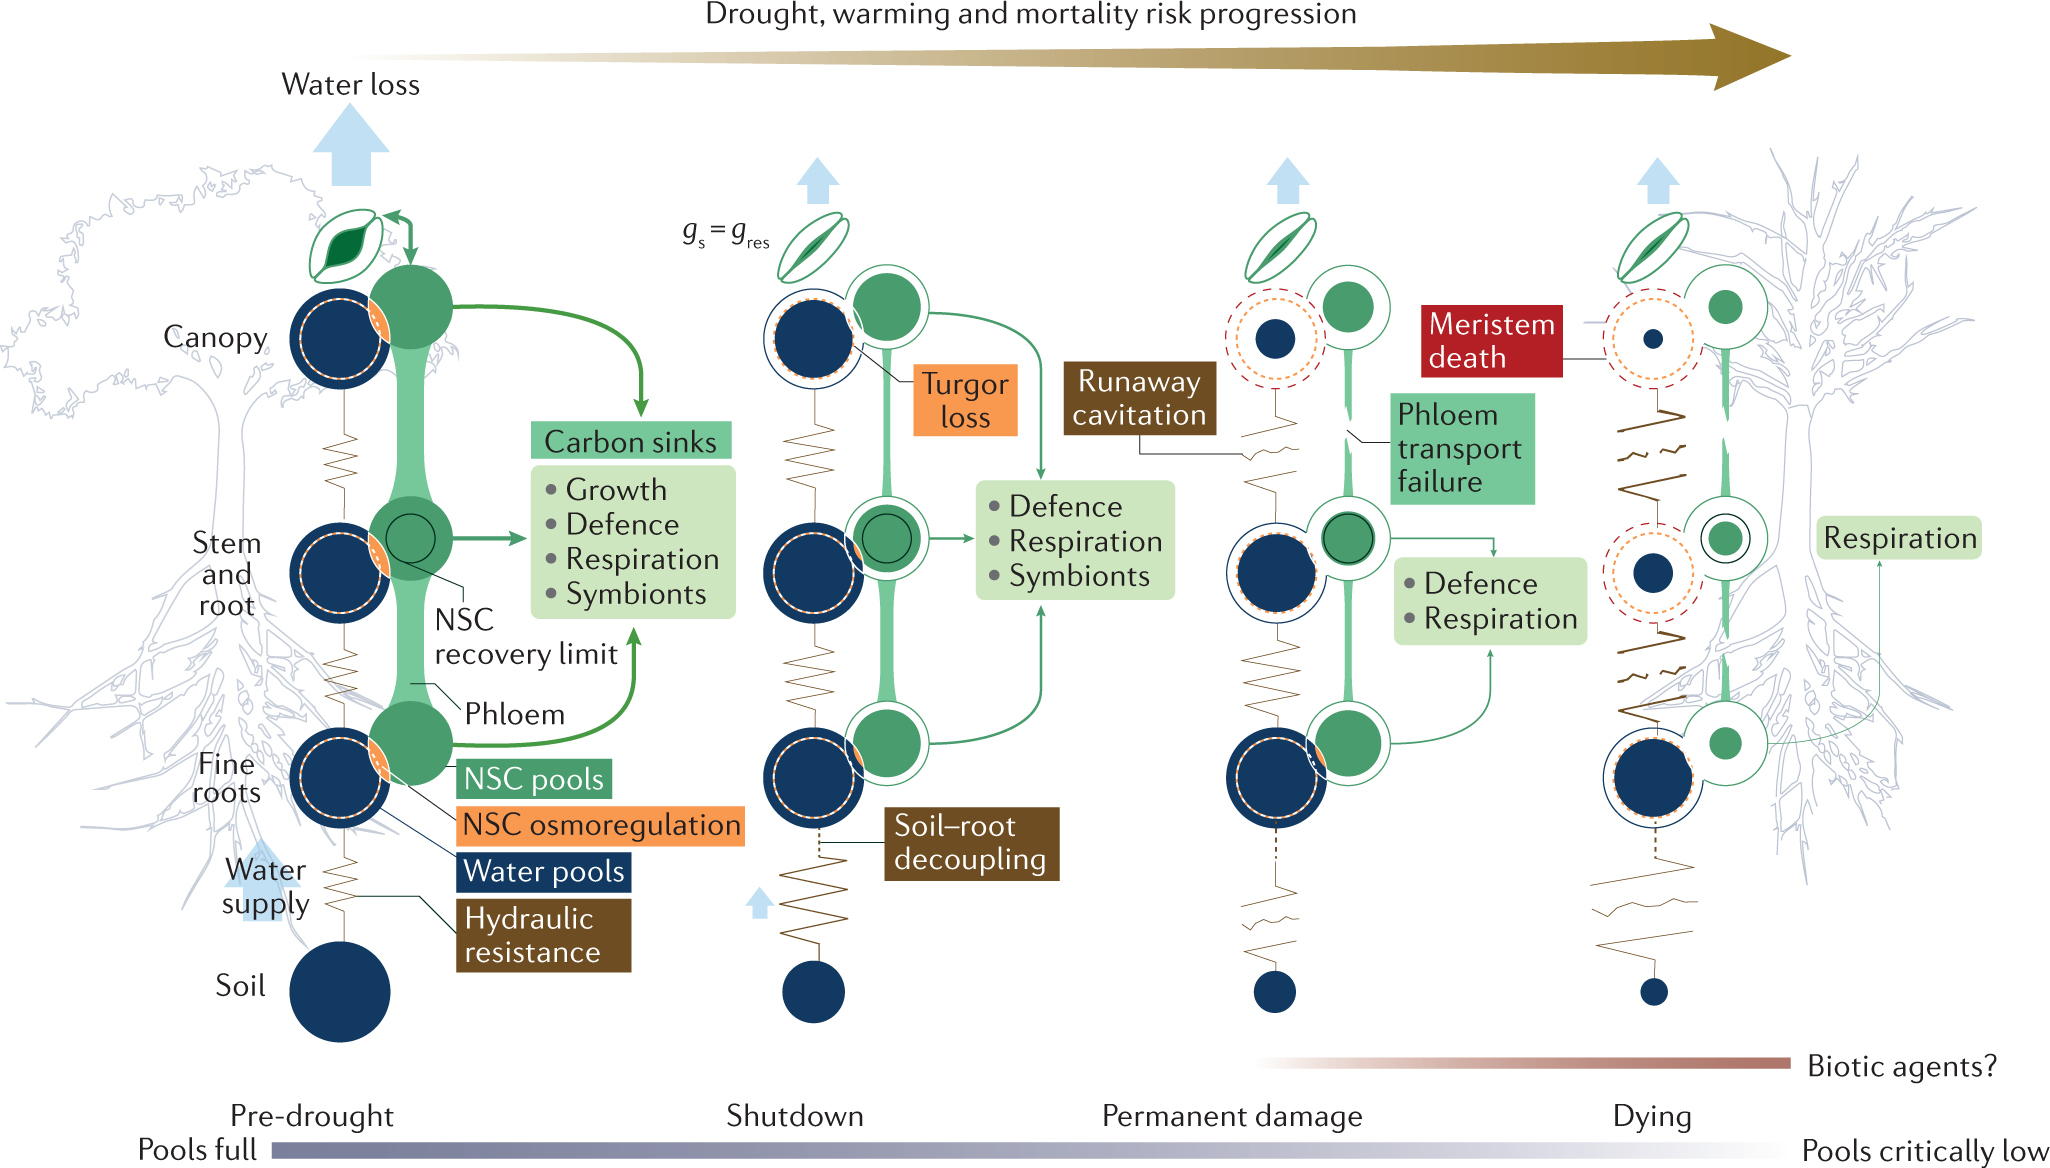 Drought, warming and mortality risk progression
Water loss
gs = gres
Canopy
Turgor
loss
Runaway
cavitation
Meristem
death
Phloem
transport
failure
Carbon sinks
• Growth
• Defence
• Respiration
• Symbionts
• Defence
• Respiration
• Symbionts
Respiration
Stem
and
root
• Defence
• Respiration
NSC
recovery limit
Phloem
Fine
roots
NSC pools
NSC osmoregulation
Water pools
Hydraulic
resistance
Soil–root
decoupling
Water
supply
Soil
Biotic agents?
Pre-drought
Shutdown
Permanent damage
Dying
Pools full
Pools critically low